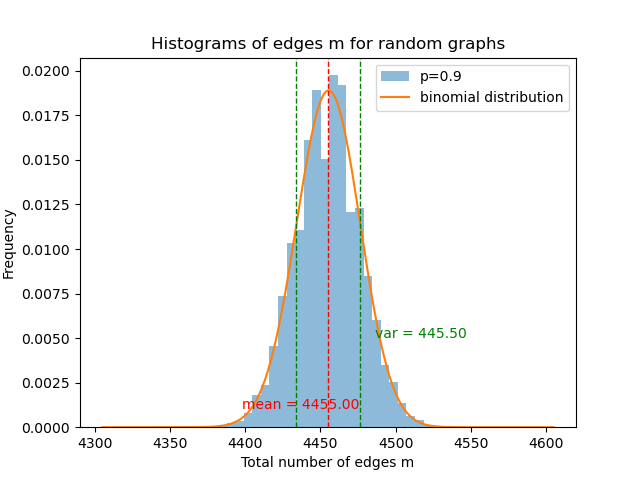 Histograms of edges m for random graphs
p=0.9
binomial distribution
Frequency
0.0200
0.0175
0.0150
0.0125
0.0100
0.0075
0.0050
0.0025
0.0000
var = 445.50
mean = 4455.00
4300 4350 4400 4450 4500 4550 4600
Total number of edges m